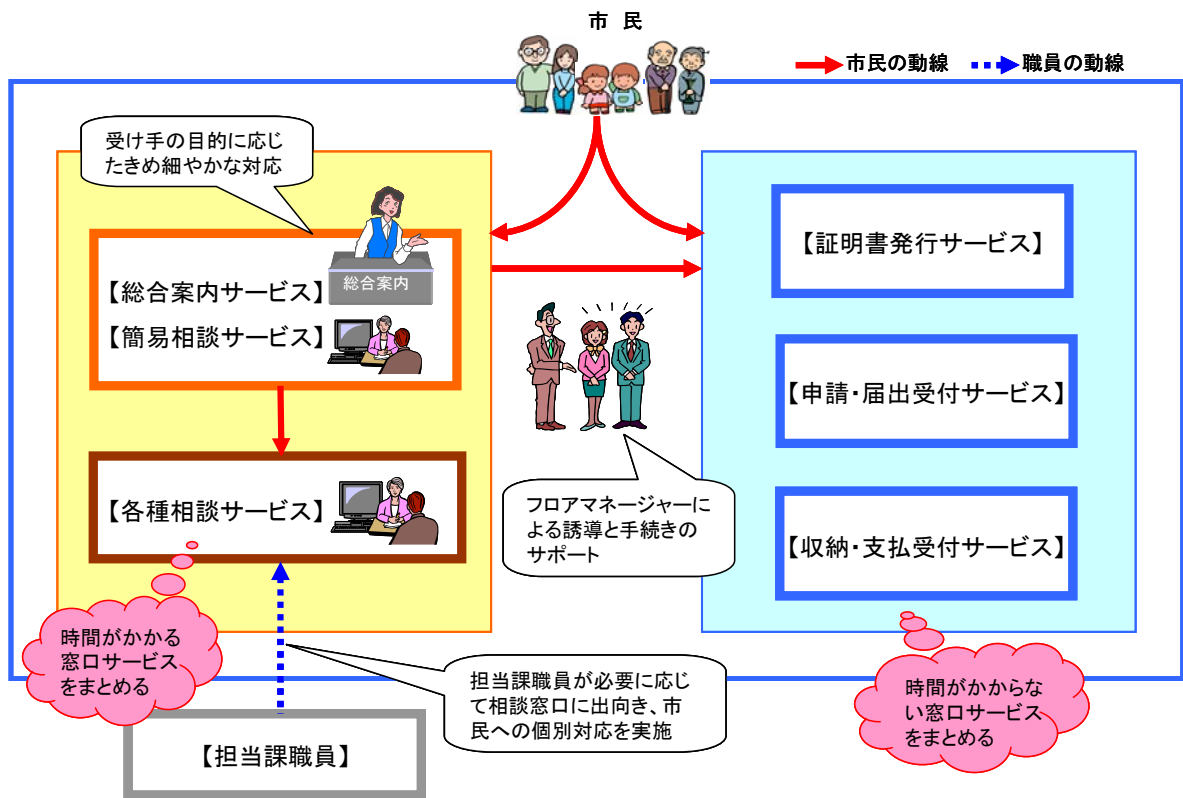 市 民
市民の動線
職員の動線
受け手の目的に応じ
たきめ細やかな対応
総合案内
【総合案内サービス】
【簡易相談サービス】
【各種相談サービス】
【証明書発行サービス】
【申請・届出受付サービス】
【収納・支払受付サービス】
フロアマネージャーに
よる誘導と手続きの
サポート
時間がかかる
窓口サービス
をまとめる
担当課職員が必要に応じ
て相談窓口に出向き、市
民への個別対応を実施
時間がかからな
い窓口サービス
をまとめる
【担当課職員】